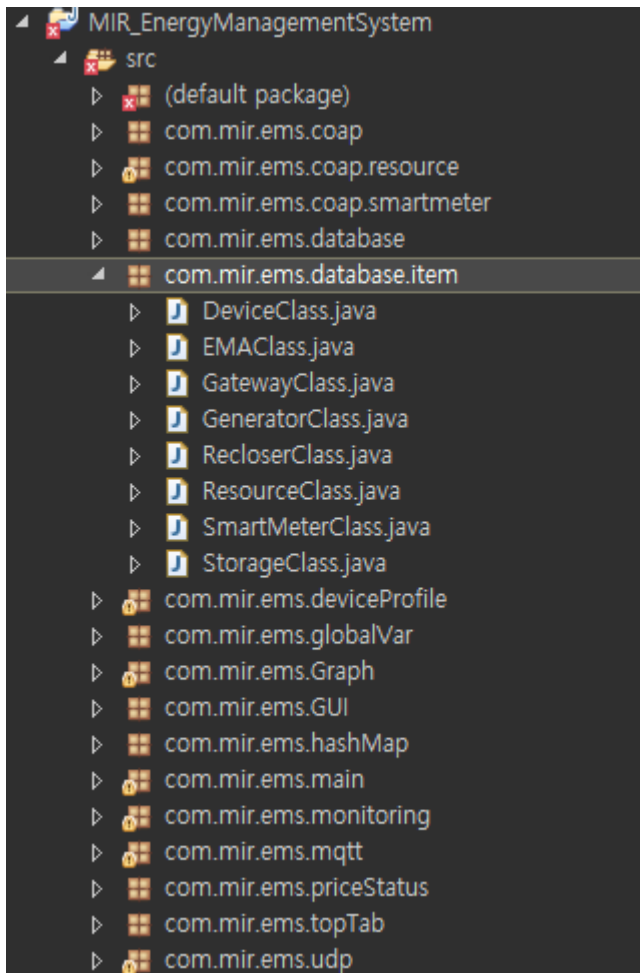 MIR_EnergyManagementSystem
src
(default package)
com.mir.ems.coap
com.mir.ems.coap.resource
com.mir.ems.coap.smartmeter
com.mir.ems.database
com.mir.ems.database.item
DeviceClass.java
EMAClass.java
GatewayClass.java
GeneratorClass.java
RecloserClass.java
ResourceClass.java
SmartMeterClass.java
StorageClass.java
com.mir.ems.deviceProfile
com.mir.ems.globalVar
com.mir.ems.Graph
com.mir.ems.GUI
com.mir.ems.hashMap
com.mir.ems.main
com.mir.ems.monitoring
com.mir.ems.mqtt
com.mir.ems.priceStatus
com.mir.ems.topTab
com.mir.ems.udp